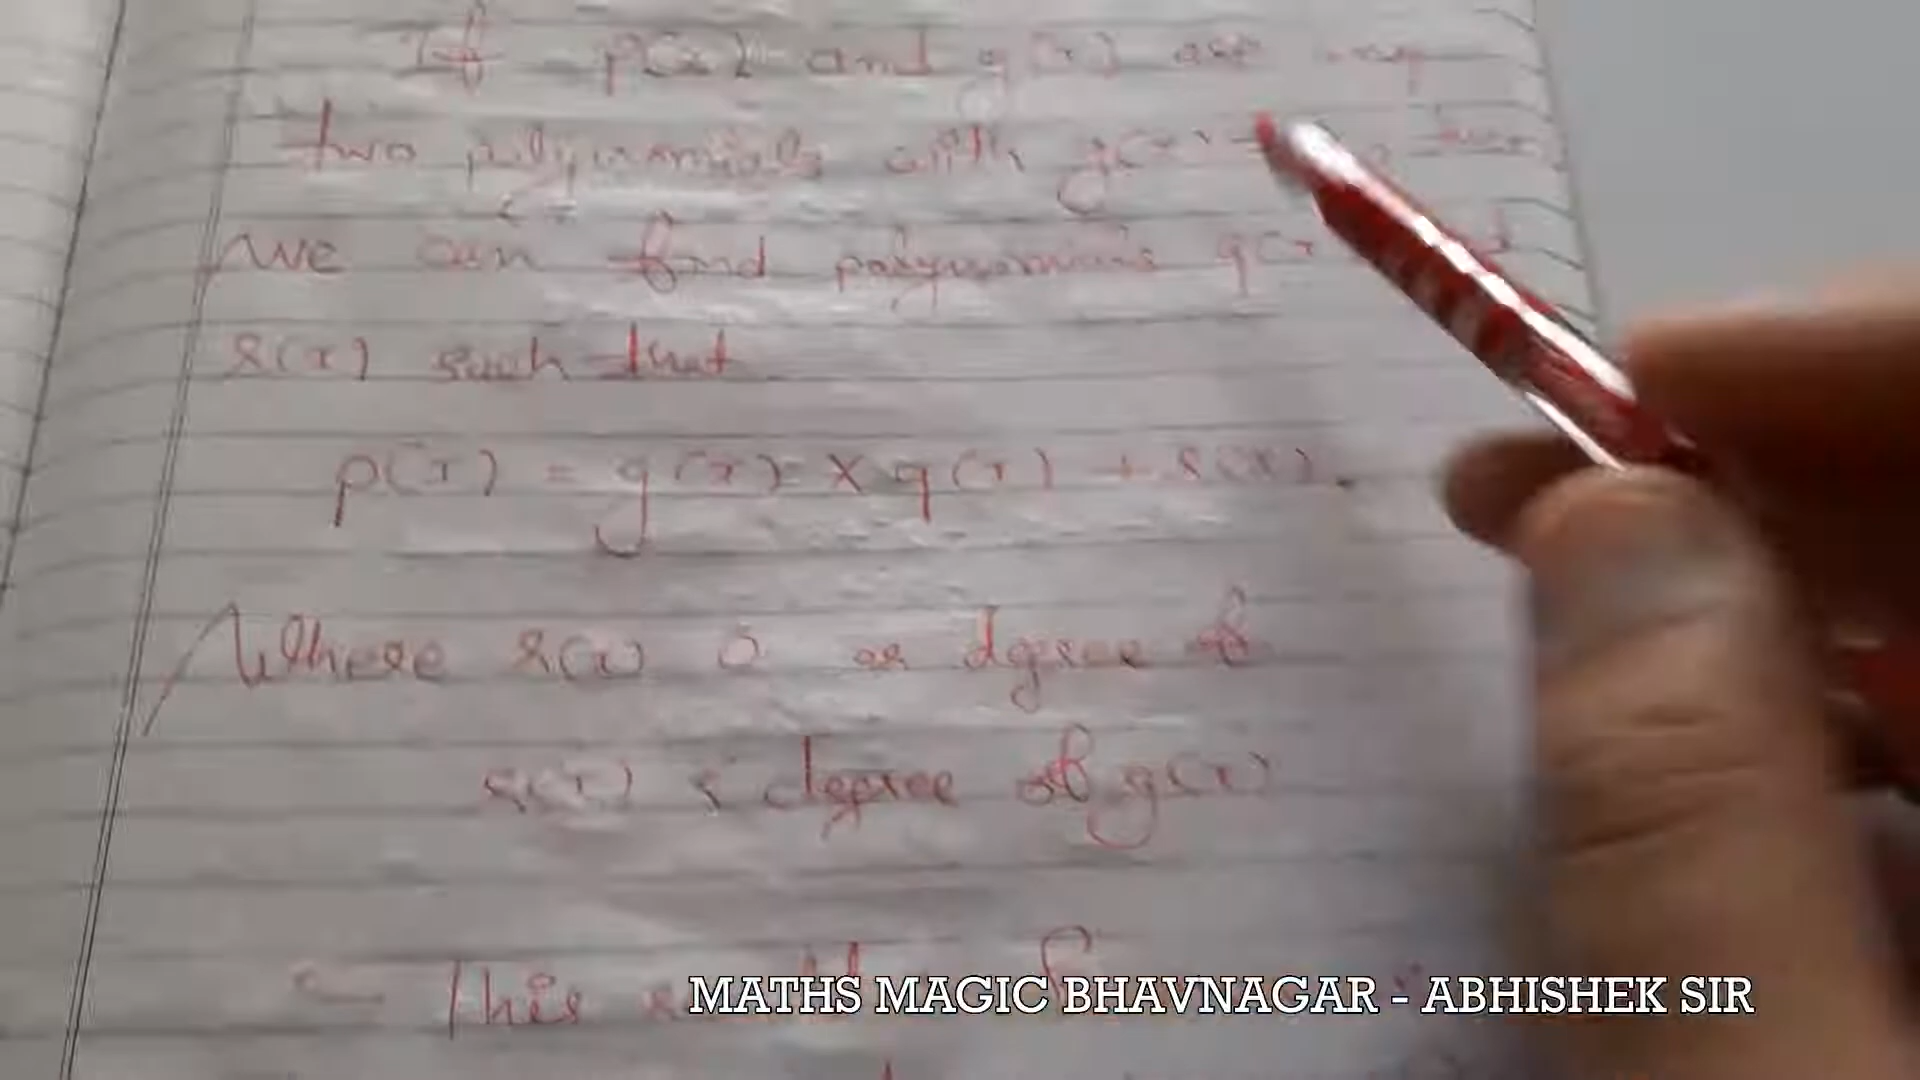 If p(x) and g(x) are any
two polynomials with g(x)
we can find polynomials q(x
r(x) such that
p(x) = g(x) × q(x) + r(x).
Where r(x) 0 or dgree of
r(x) < degree of g(x)
This
MATHS MAGIC BHAVNAGAR - ABHISHEK SIR